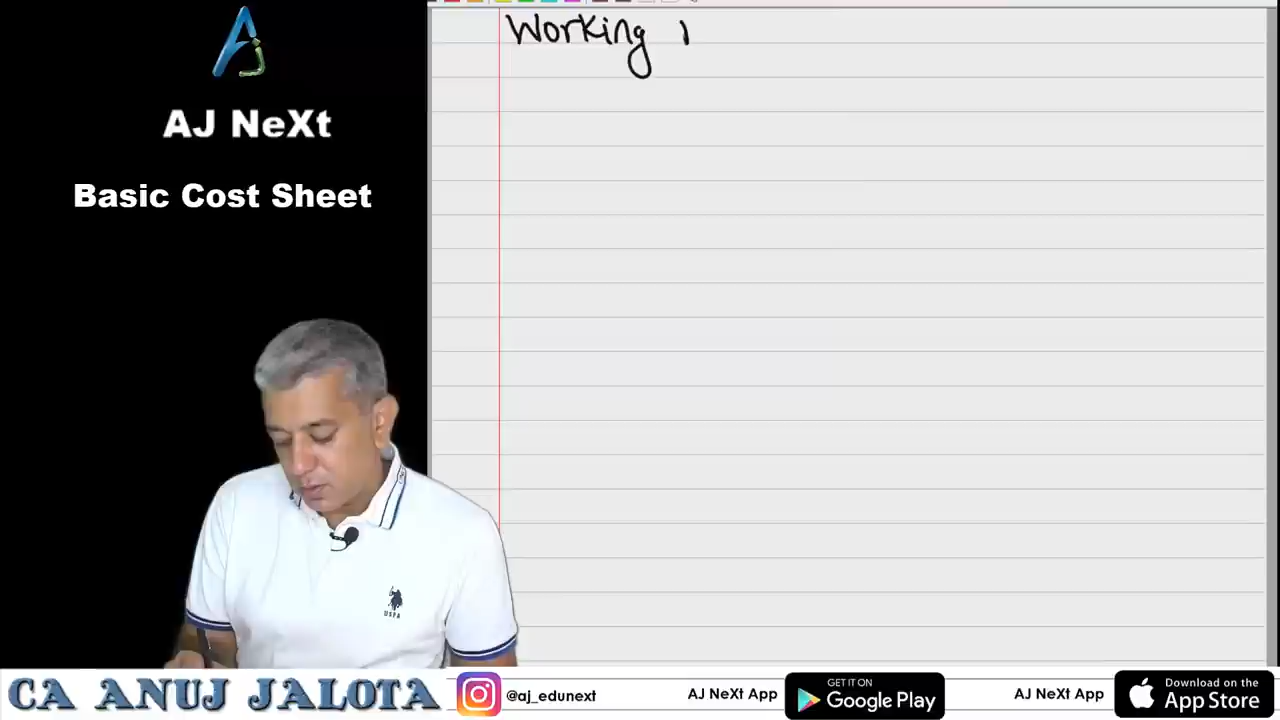 Working 1
AJ
AJ NeXt
Basic Cost Sheet
USPA
CA ANUJ JALOTA
@aj_edunext
AJ NeXt App
GET IT ON
Google Play
AJ NeXt App
Download on the
App Store